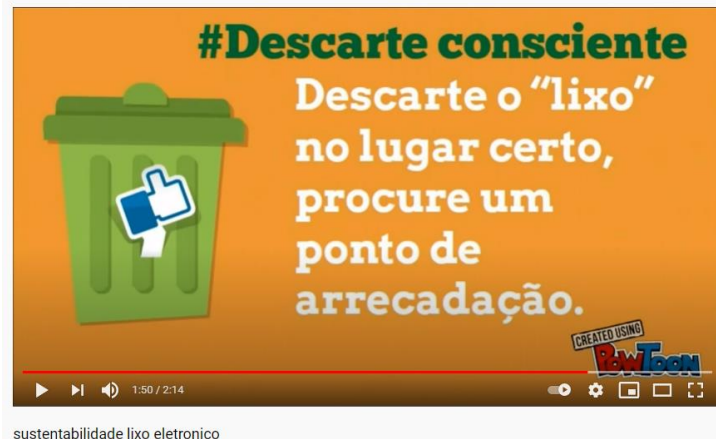 #Descarte consciente
Descarte o “lixo”
no lugar certo,
procure um
ponto de
arrecadação.
CREATED USING
POWTOON
1:50 / 2:14
sustentabilidade lixo eletronico